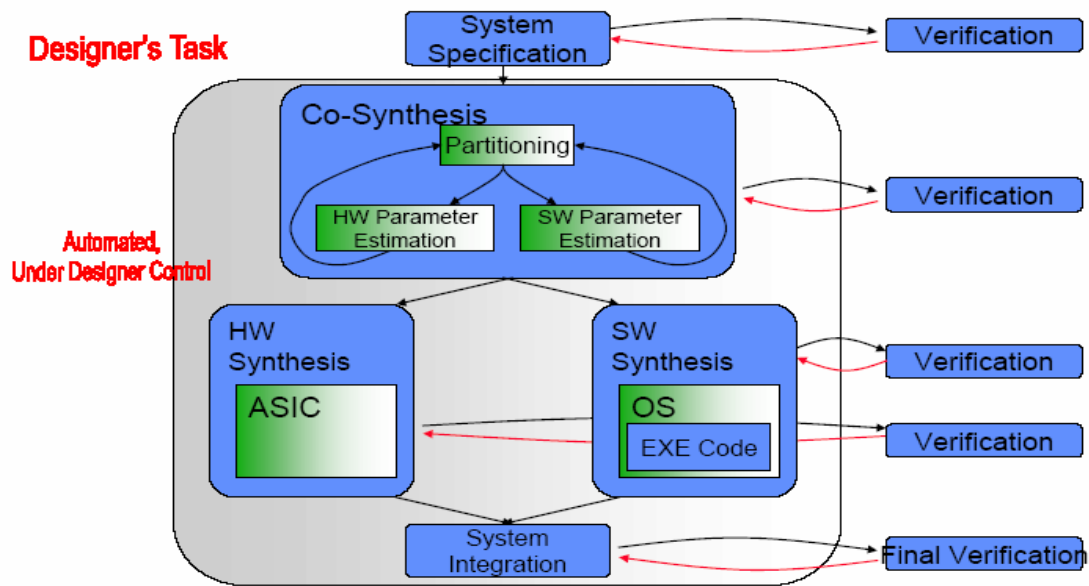 Designer's Task
System
Specification
Verification
Co-Synthesis
Partitioning
HW Parameter
Estimation
SW Parameter
Estimation
Verification
Automated,
Under Designer Control
HW
Synthesis
ASIC
SW
Synthesis
OS
EXE Code
Verification
Verification
System
Integration
Final Verification